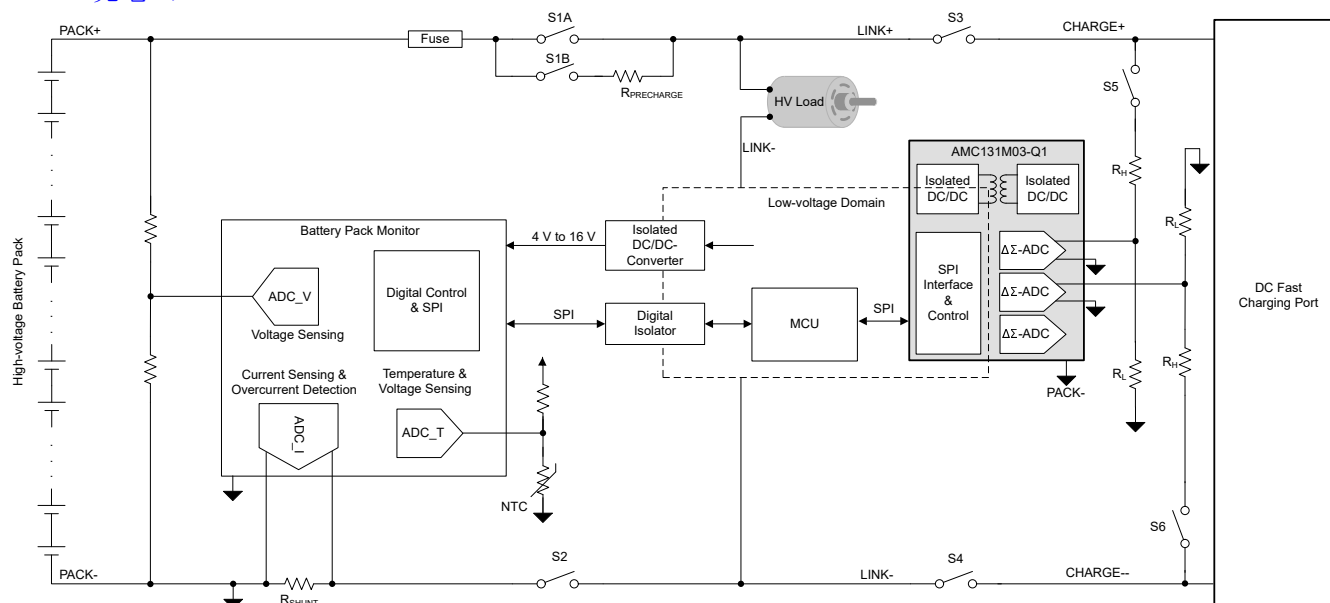 PACK+
Fuse
S1A
S1B
RPRECHARGE
LINK+
S3
CHARGE+
S5
HV Load
LINK-
AMC131M03-Q1
Isolated
DC/DC
Isolated
DC/DC
RH
RL
Low-voltage Domain
Battery Pack Monitor
4 V to 16 V
Isolated
DC/DC-
Converter
ΔΣ-ADC
ΔΣ-ADC
ΔΣ-ADC
SPI
Interface
&
Control
ADC_V
Voltage Sensing
Digital Control
& SPI
SPI
Digital
Isolator
MCU
SPI
DC Fast
Charging Port
High-voltage Battery Pack
Current Sensing &
Overcurrent Detection
Temperature &
Voltage Sensing
RL
RH
PACK-
ADC_I
ADC_T
NTC
S6
PACK-
RSHUNT
S2
LINK-
S4
CHARGE--